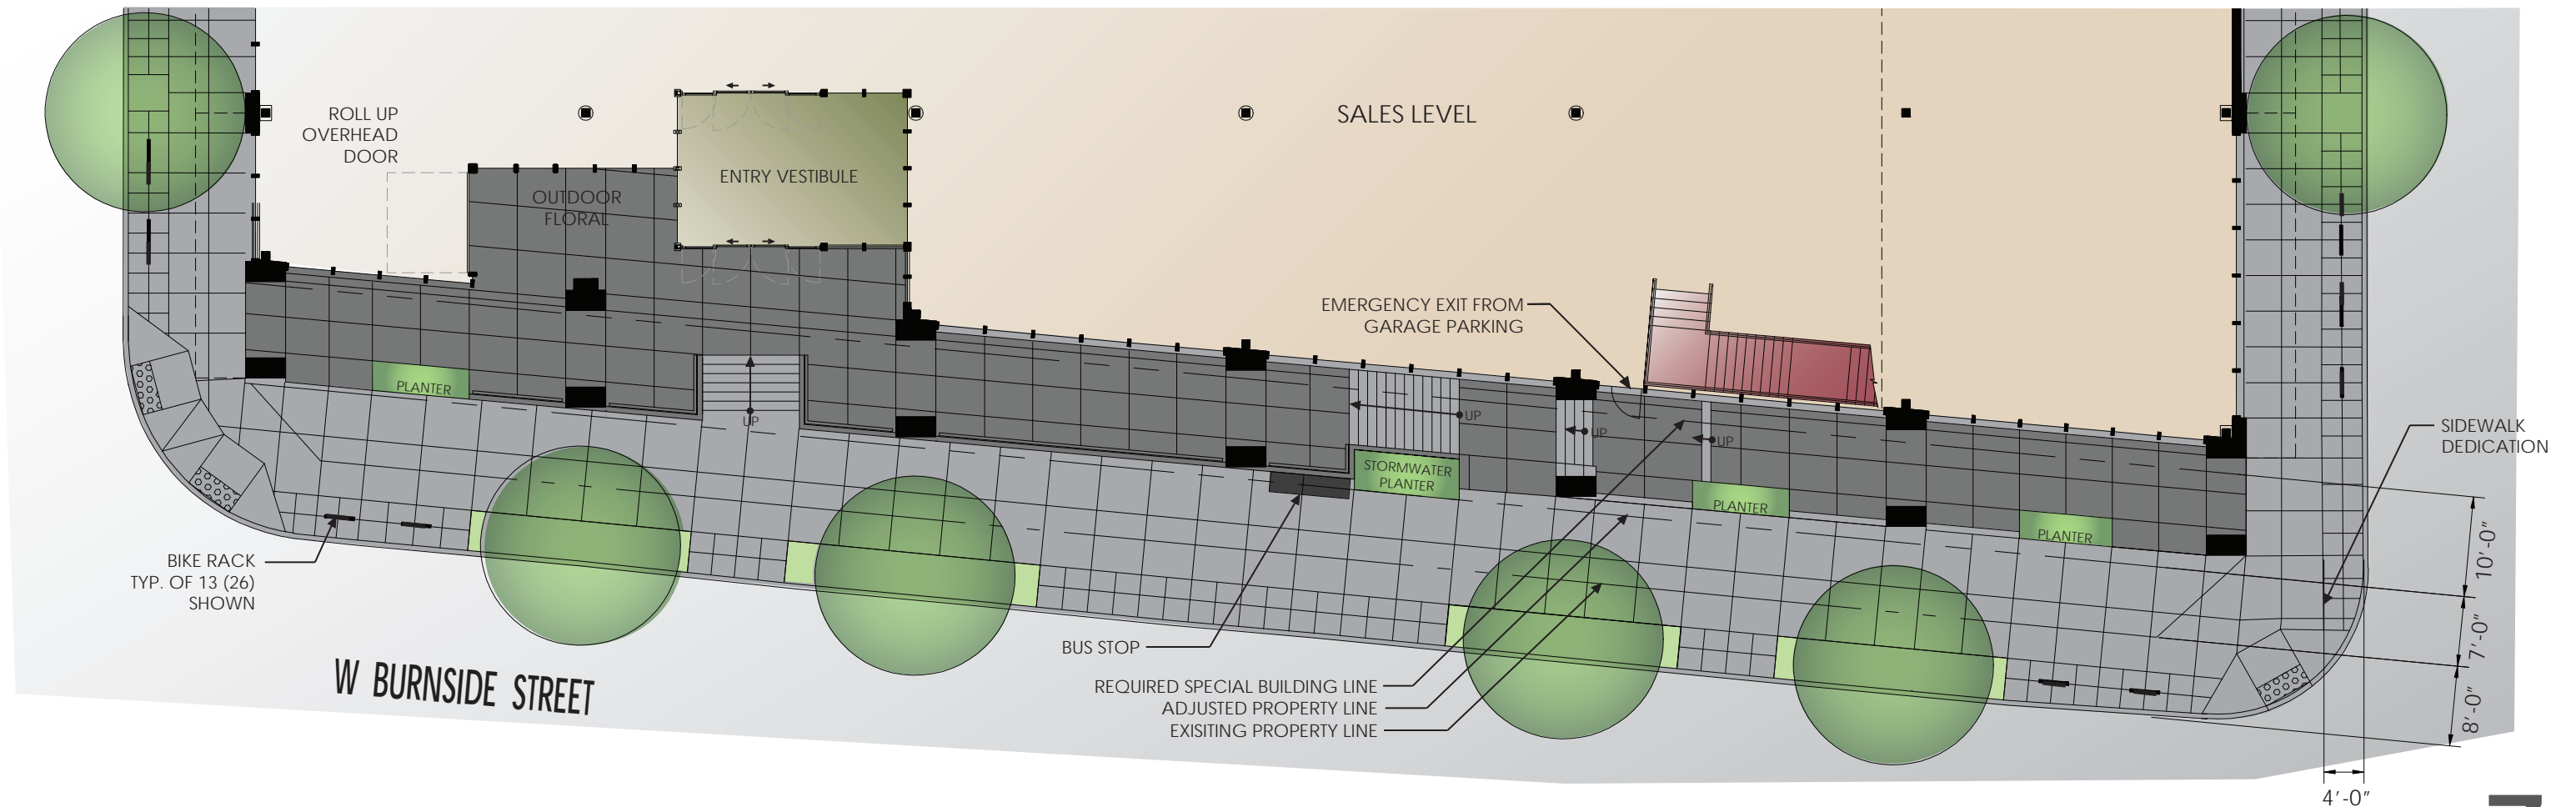 ROLL UP
OVERHEAD
DOOR
OUTDOOR
FLORAL
ENTRY VESTIBULE
SALES LEVEL
EMERGENCY EXIT FROM
GARAGE PARKING
PLANTER
UP
UP
UP
UP
STORMWATER
PLANTER
PLANTER
PLANTER
SIDEWALK
DEDICATION
BIKE RACK
TYP. OF 13 (26)
SHOWN
BUS STOP
REQUIRED SPECIAL BUILDING LINE
ADJUSTED PROPERTY LINE
EXISITING PROPERTY LINE
W BURNSIDE STREET
10'-0"
7'-0"
8'-0"
4'-0"